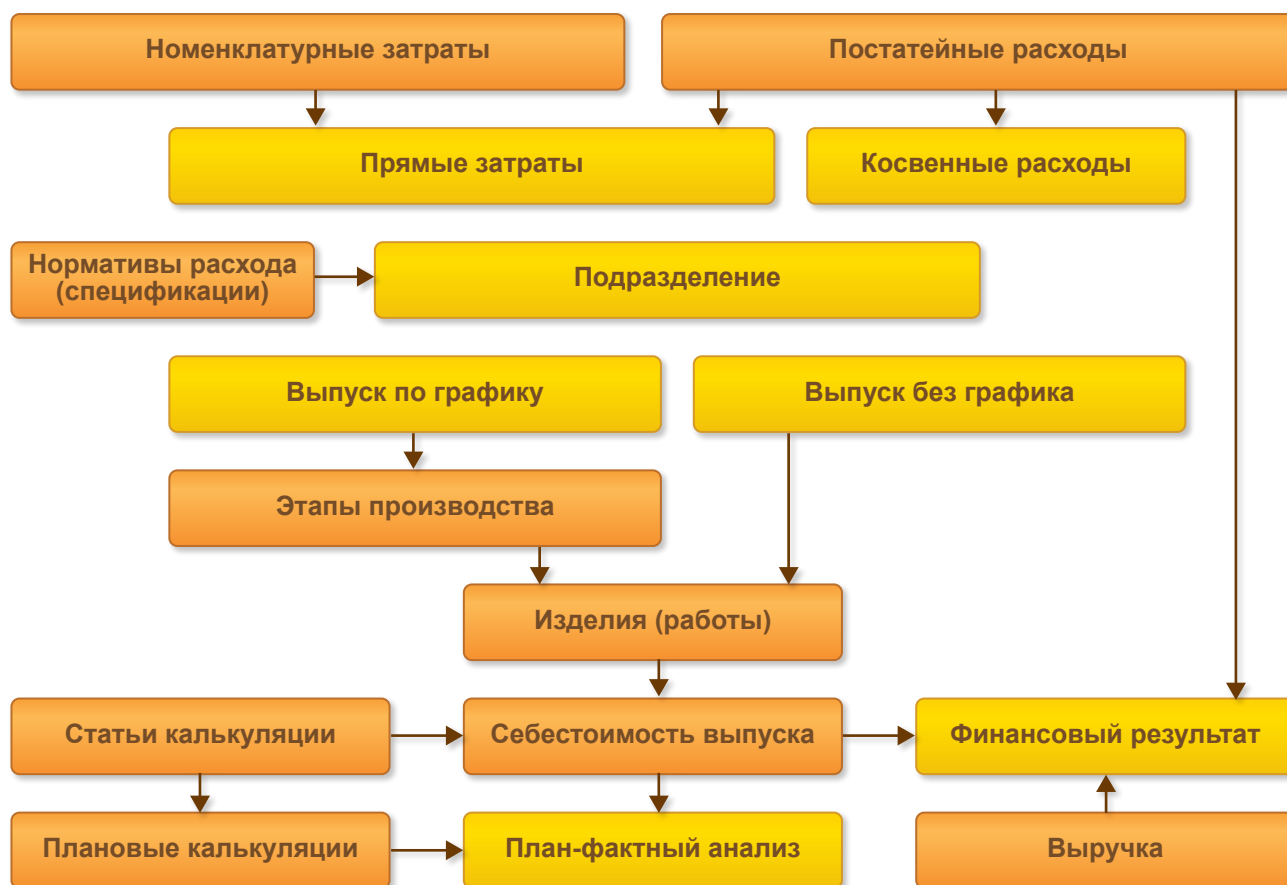 Номенклатурные затраты
Постатейные расходы
Прямые затраты
Косвенные расходы
Нормативы расхода
(спецификации)
Подразделение
Выпуск по графику
Выпуск без графика
Этапы производства
Изделия (работы)
Статьи калькуляции
Себестоимость выпуска
Финансовый результат
Плановые калькуляции
План-фактный анализ
Выручка